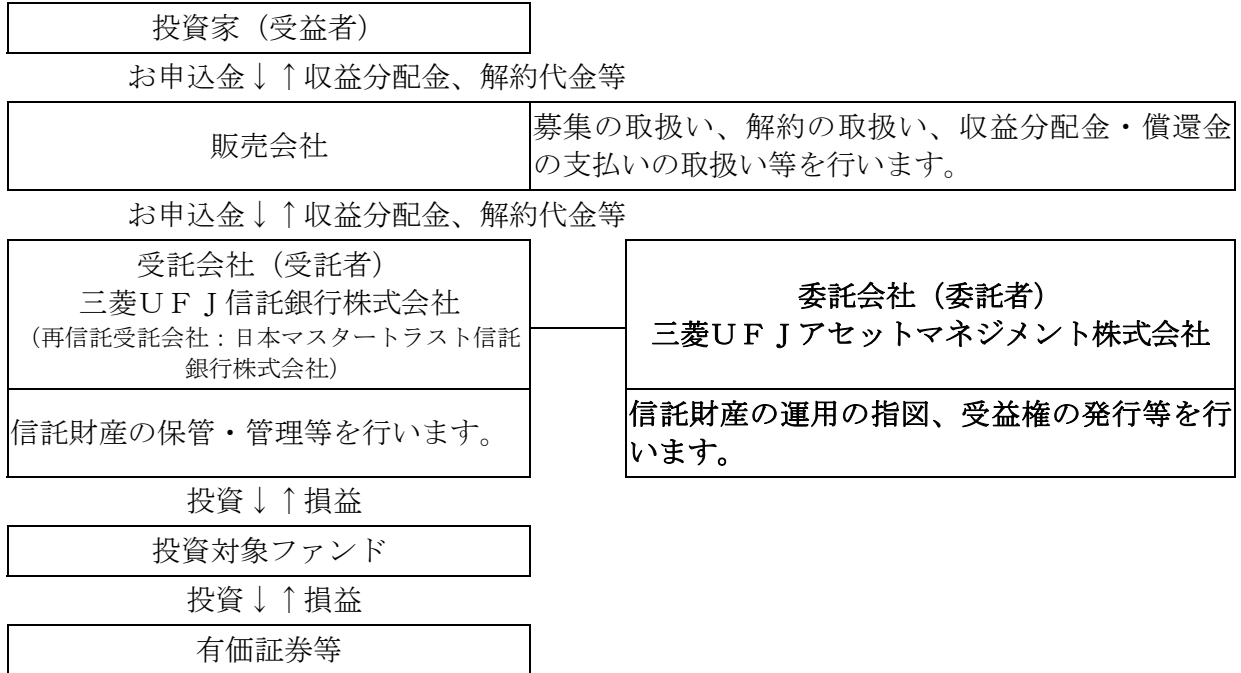 投資家（受益者）
お申込金↓↑収益分配金、解約代金等
販売会社
募集の取扱い、解約の取扱い、収益分配金・償還金
の支払いの取扱い等を行います。
お申込金↓↑収益分配金、解約代金等
受託会社（受託者）
三菱ＵＦＪ信託銀行株式会社
（再信託受託会社：日本マスタートラスト信託
銀行株式会社）
信託財産の保管・管理等を行います。
委託会社（委託者）
三菱ＵＦＪアセットマネジメント株式会社
信託財産の運用の指図、受益権の発行等を行
います。
投資↓↑損益
投資対象ファンド
投資↓↑損益
有価証券等